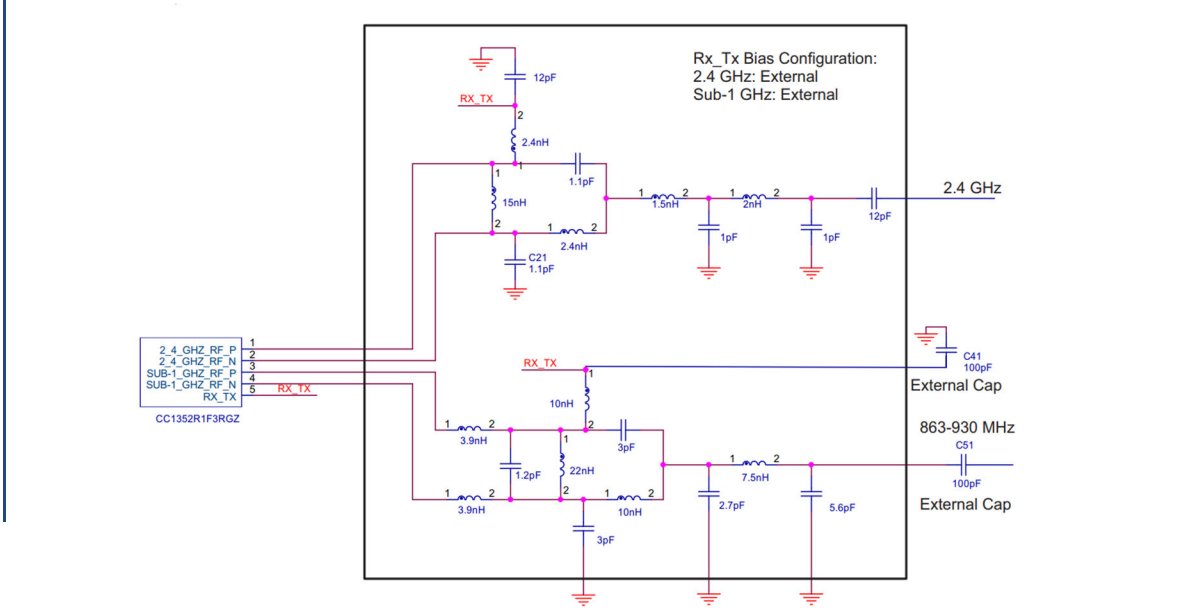 Rx_Tx Bias Configuration:
2.4 GHz: External
Sub-1 GHz: External
12pF
RX_TX
2
2.4nH
1
1
1.1pF
15nH
2
1 2
2.4nH
C21
1.1pF
1 2
1.5nH
1pF
1 2
2nH
1pF
12pF
2.4 GHz
2_4_GHZ_RF_P 1
2_4_GHZ_RF_N 2
SUB-1_GHZ_RF_P 3
SUB-1_GHZ_RF_N 4
RX_TX 5 RX_TX
CC1352R1F3RGZ
RX_TX
1
10nH
2
C41
100pF
External Cap
1 2
3.9nH
1.2pF
1
22nH
2
3pF
1 2
3.9nH
1 2
10nH
3pF
2.7pF
1 2
7.5nH
5.6pF
863-930 MHz
C51
100pF
External Cap